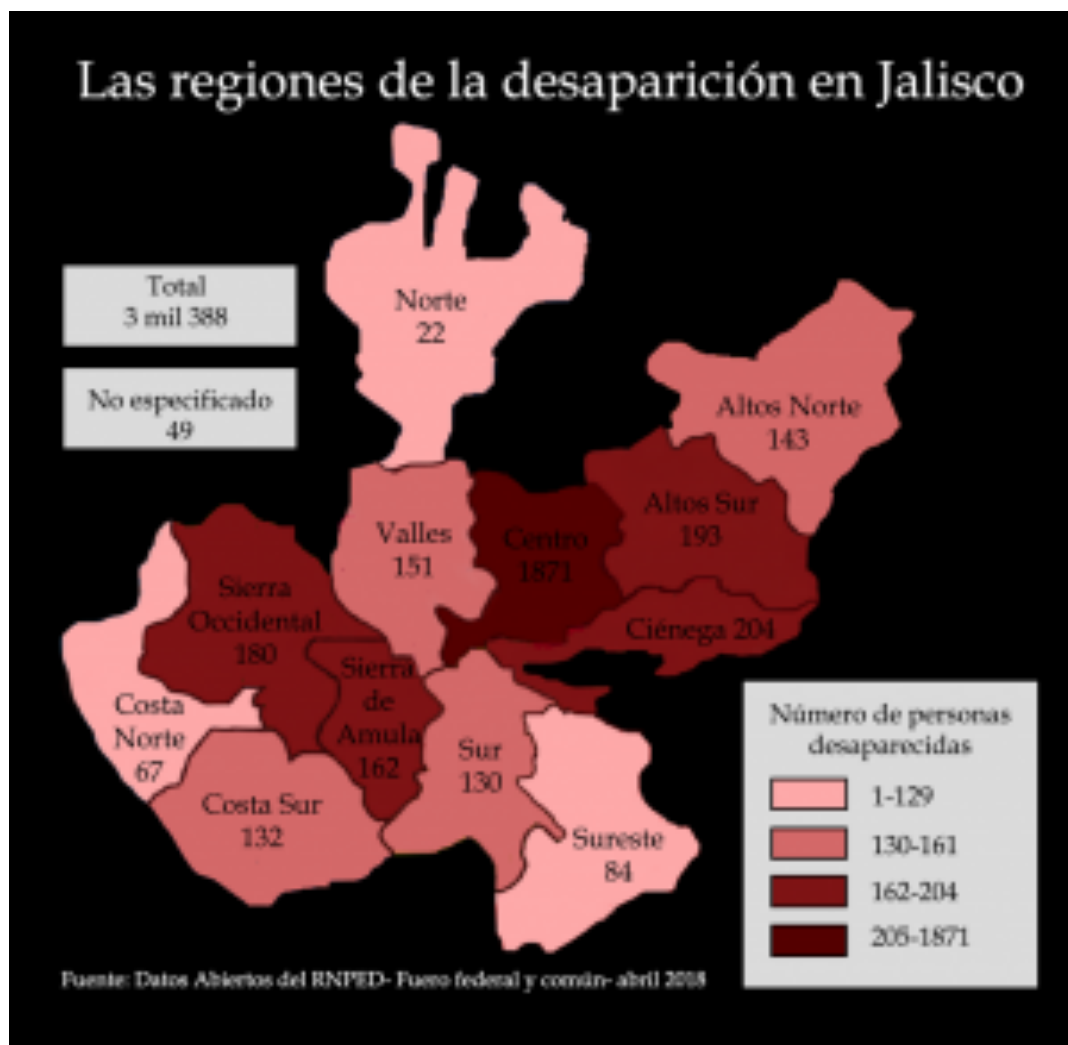 Las regiones de la desaparición en Jalisco
Total
3 mil 388
No especificado
49
Norte
22
Altos Norte
143
Altos Sur
193
Valles
151
Centro
1871
Ciénega 204
Sierra
Occidental
180
Sierra
de
Amula
162
Costa
Norte
67
Costa Sur
132
Sur
130
Sureste
84
Número de personas
desaparecidas
1-129
130-161
162-204
205-1871
Fuente: Datos Abiertos del RNPED- Fuero federal y común- abril 2018